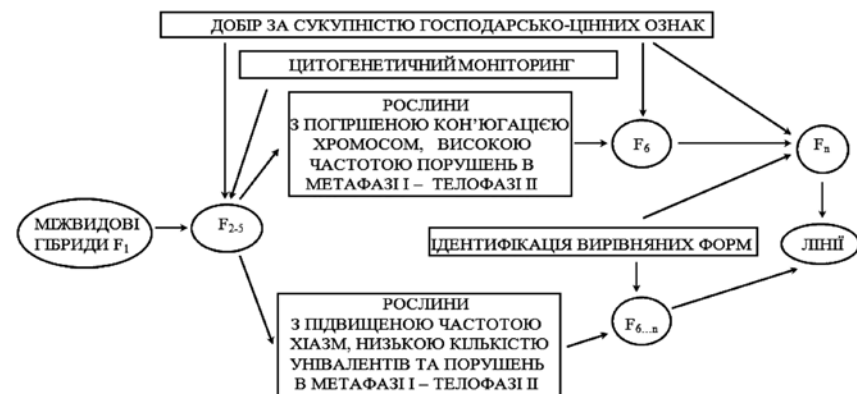 ДОБІР ЗА СУКУПНІСТЮ ГОСПОДАРСЬКО-ЦІННИХ ОЗНАК
ЦИТОГЕНЕТИЧНИЙ МОНІТОРИНГ
РОСЛИНИ
З ПОГІРШЕНОЮ КОН’ЮГАЦІЄЮ
ХРОМОСОМ, ВИСОКОЮ
ЧАСТОТОЮ ПОРУШЕНЬ В
МЕТАФАЗІ І – ТЕЛОФАЗІ ІІ
F₆
Fₙ
МІЖВИДОВІ
ГІБРИДИ F₁
F₂₋₅
ІДЕНТИФІКАЦІЯ ВИРІВНЯНИХ ФОРМ
ЛІНІЇ
РОСЛИНИ
З ПІДВИЩЕНОЮ ЧАСТОТОЮ
ХІАЗМ, НИЗЬКОЮ КІЛЬКІСТЮ
УНІВАЛЕНТІВ ТА ПОРУШЕНЬ
В МЕТАФАЗІ І – ТЕЛОФАЗІ ІІ
F₆...ₙ